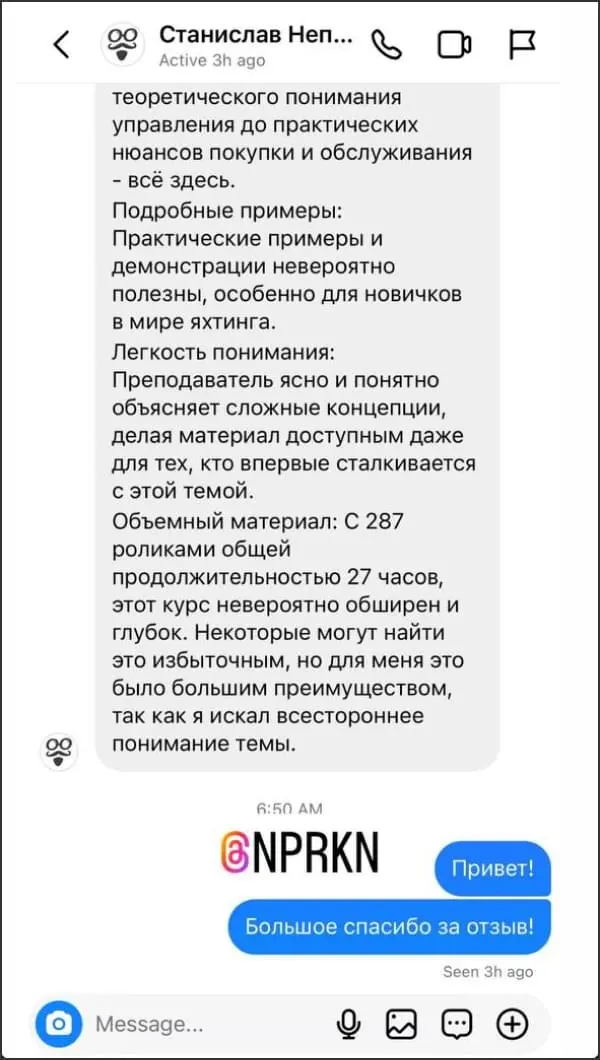 Станислав Неп...
Active 3h ago
теоретического понимания
управления до практических
нюансов покупки и обслуживания
- всё здесь.
Подробные примеры:
Практические примеры и
демонстрации невероятно
полезны, особенно для новичков
в мире яхтинга.
Легкость понимания:
Преподаватель ясно и понятно
объясняет сложные концепции,
делая материал доступным даже
для тех, кто впервые сталкивается
с этой темой.
Объемный материал: С 287
роликами общей
продолжительностью 27 часов,
этот курс невероятно обширен и
глубок. Некоторые могут найти
это избыточным, но для меня это
было большим преимуществом,
так как я искал всестороннее
понимание темы.
6:50 AM
@NPRKN
Привет!
Большое спасибо за отзыв!
Seen 3h ago
Message...